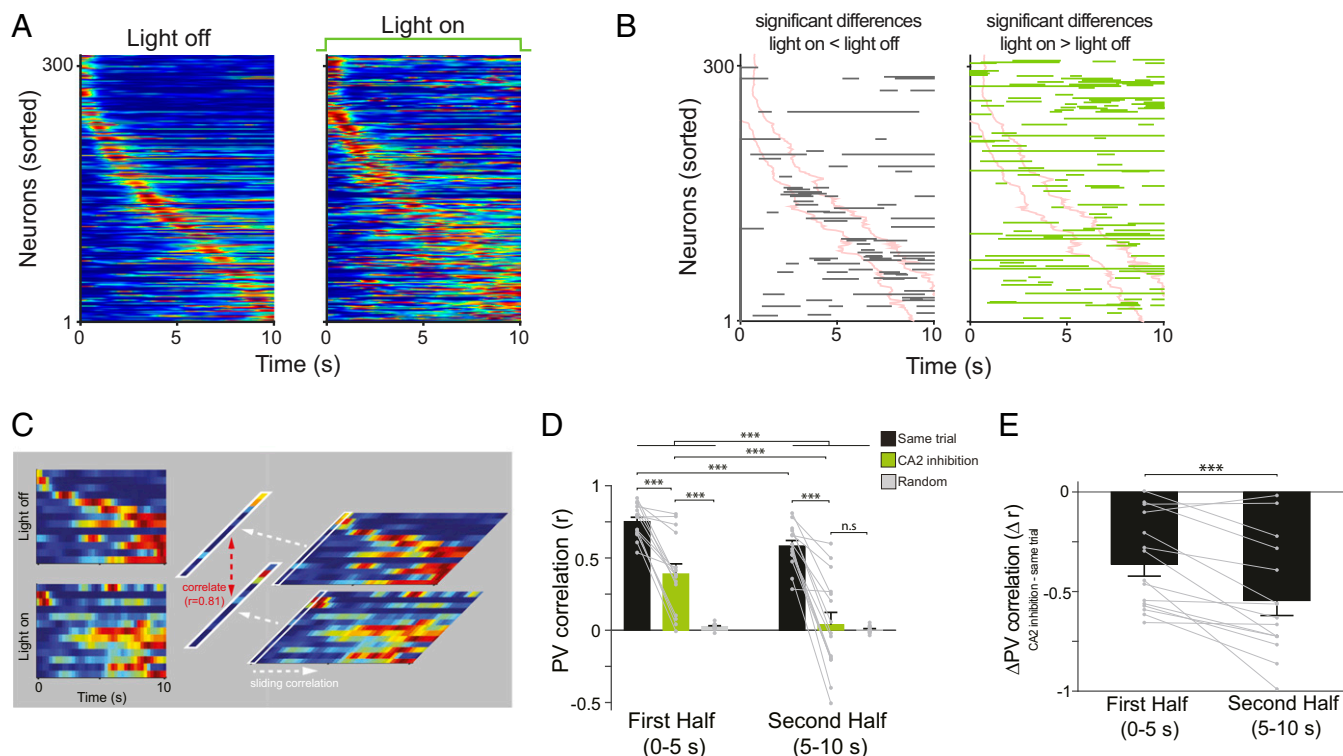 A
Light off
Light on
300
1
Neurons (sorted)
0
5
10
0
5
10
Time (s)
B
significant differences
light on < light off
significant differences
light on > light off
300
1
Neurons (sorted)
0
5
10
0
5
10
Time (s)
C
Light off
Light on
0
10
Time (s)
correlate
(r=0.81)
sliding correlation
D
***
***
***
***
***
***
n.s
Same trial
CA2 inhibition
Random
PV correlation (r)
1
0.5
0
-0.5
First Half
(0-5 s)
Second Half
(5-10 s)
E
***
ΔPV correlation (Δ r)
CA2 inhibition - same trial
0
-0.5
-1
First Half
(0-5 s)
Second Half
(5-10 s)